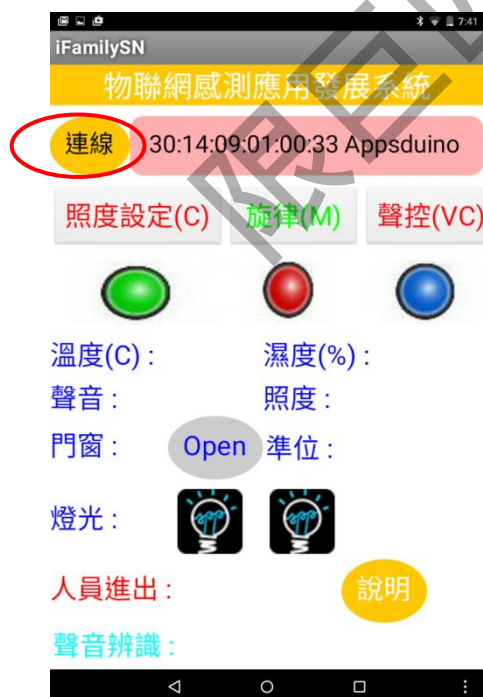 7:41
iFamilySN
物聯網感測應用發展系統
連線 30:14:09:01:00:33 Appsduino
照度設定(C) 旋律(M) 聲控(VC)
溫度(C) : 濕度(%) :
聲音 : 照度 :
門窗 : Open 準位 :
燈光 :
人員進出 : 說明
聲音辨識 :